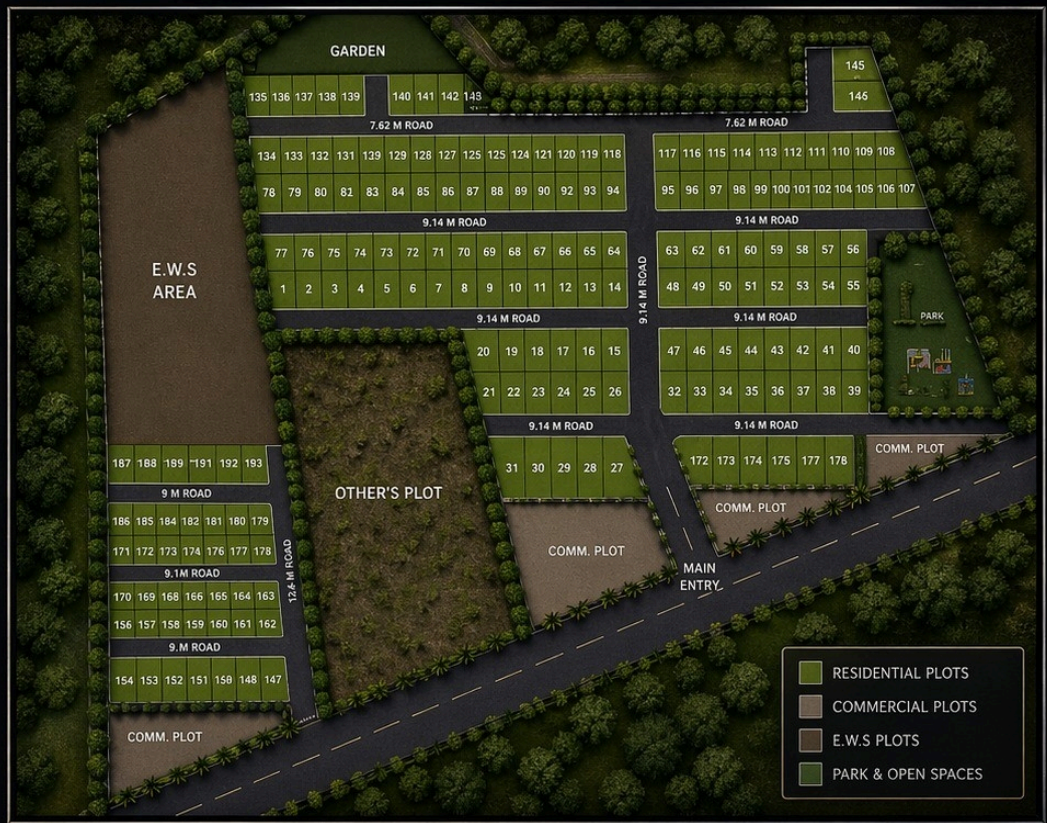 GARDEN
135 136 137 138 139
140 141 142 143
145
146
7.62 M ROAD
7.62 M ROAD
134 133 132 131 139 129 128 127 125 125 124 121 120 119 118
117 116 115 114 113 112 111 110 109 108
78 79 80 82 83 84 85 86 87 88 89 90 92 93 94
95 96 97 98 99 100 101 102 104 105 106 107
9.14 M ROAD
9.14 M ROAD
77 76 75 74 73 72 71 70 69 68 67 66 65 64
63 62 61 60 59 58 57 56
1 2 3 4 5 6 7 8 9 10 11 12 13 14
48 49 50 51 52 53 54 55
9.14 M ROAD
9.14 M ROAD
9.14 M ROAD
E.W.S
AREA
PARK
20 19 18 17 16 15
47 46 45 44 43 42 41 40
21 22 23 24 25 26
32 33 34 35 36 37 38 39
9.14 M ROAD
9.14 M ROAD
31 30 29 28 27
172 173 174 175 177 178
COMM. PLOT
COMM. PLOT
COMM. PLOT
MAIN
ENTRY
OTHER'S PLOT
187 188 189 191 192 193
9 M ROAD
186 185 184 182 181 180 179
171 172 173 174 176 177 178
9.1M ROAD
M ROAD
170 169 168 166 165 164 163
156 157 158 159 160 161 162
9.M ROAD
154 153 152 151 148 147
COMM. PLOT
RESIDENTIAL PLOTS
COMMERCIAL PLOTS
E.W.S PLOTS
PARK & OPEN SPACES